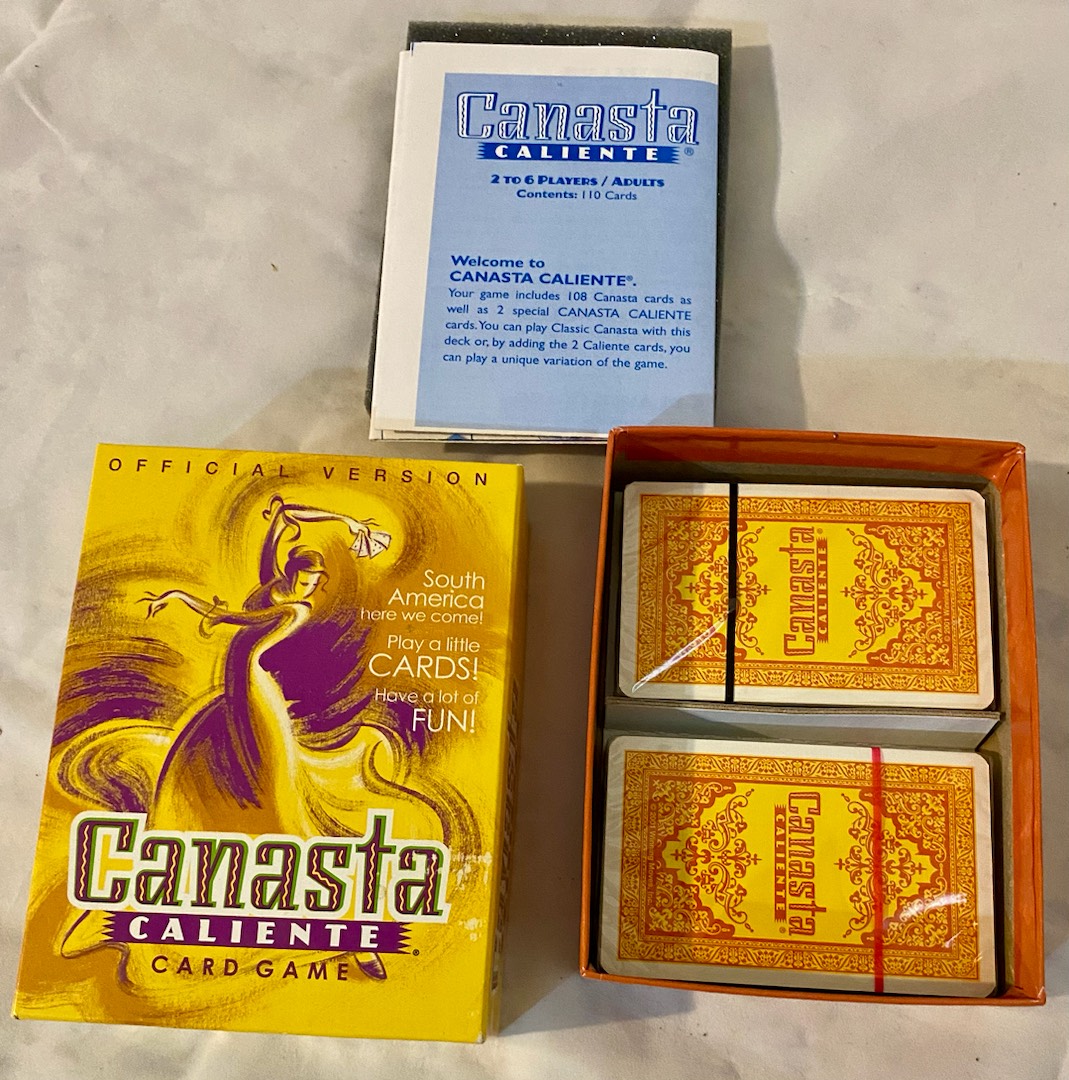 Canasta
CALIENTE®
2 TO 6 PLAYERS / ADULTS
Contents: 110 Cards
Welcome to
CANASTA CALIENTE®.
Your game includes 108 Canasta cards as
well as 2 special CANASTA CALIENTE
cards. You can play Classic Canasta with this
deck or, by adding the 2 Caliente cards, you
can play a unique variation of the game.
OFFICIAL VERSION
South
America
here we come!
Play a little
CARDS!
Have a lot of
FUN!
Canasta
CALIENTE®
CARD GAME
Canasta®
CALIENTE
Canasta®
CALIENTE